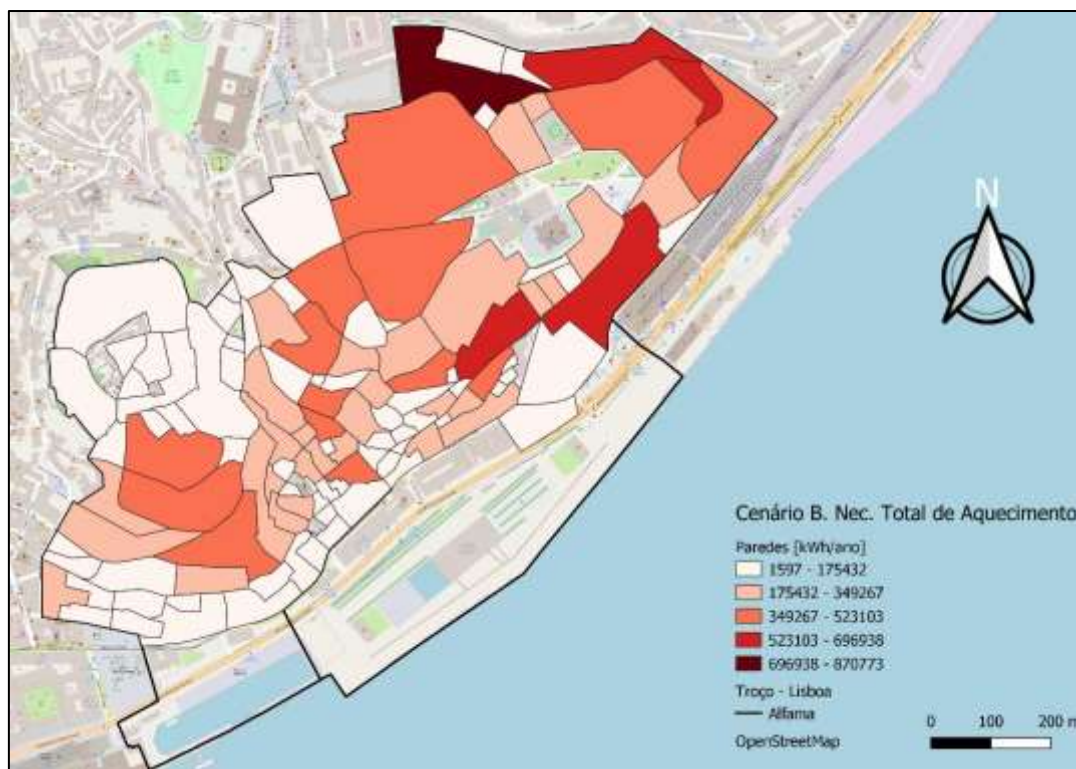 N
Cenário B. Nec. Total de Aquecimento
Paredes [kWh/ano]
1597 - 175432
175432 - 349267
349267 - 523103
523103 - 696938
696938 - 870773
Troço - Lisboa
Alfama
OpenStreetMap
0 100 200 m